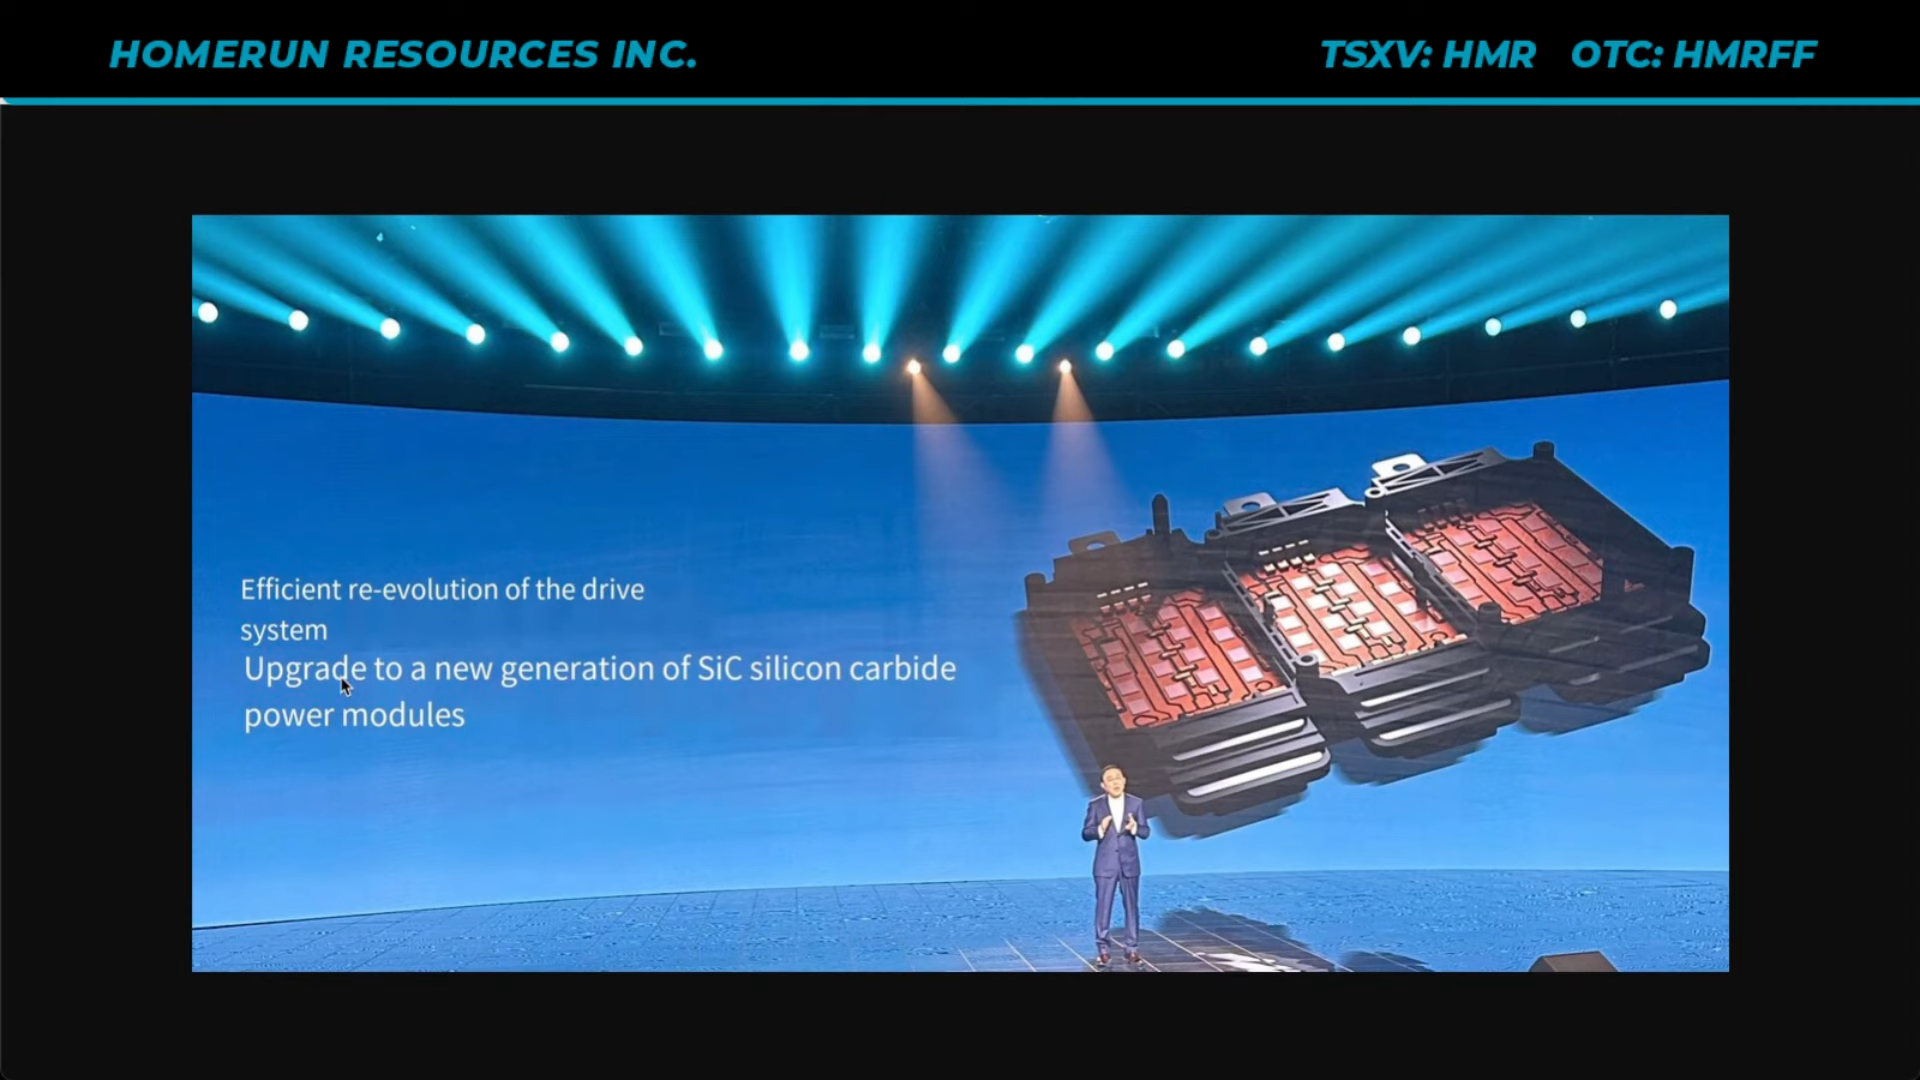 HOMERUN RESOURCES INC.
TSXV: HMR OTC: HMRFF
Efficient re-evolution of the drive
system
Upgrade to a new generation of SiC silicon carbide
power modules